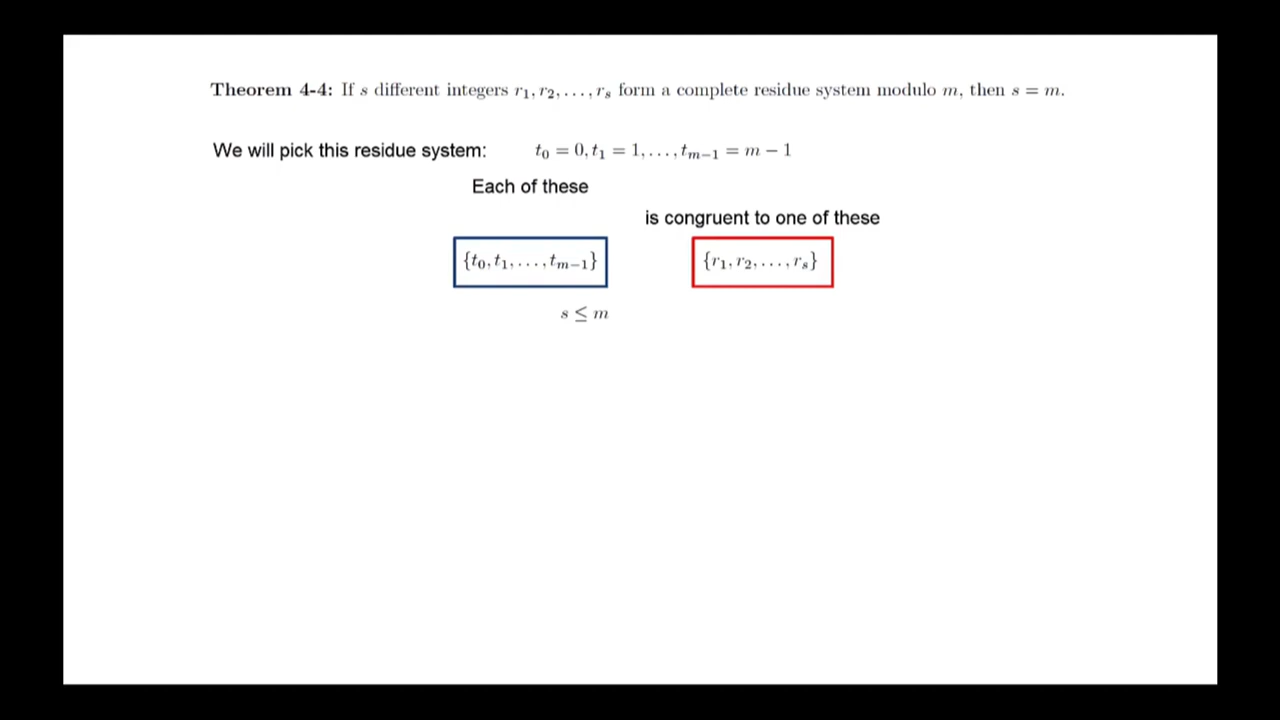 Theorem 4-4: If s different integers r₁, r₂, . . . , rₛ form a complete residue system modulo m, then s = m.
We will pick this residue system: t₀ = 0, t₁ = 1, . . . , tₘ₋₁ = m − 1
Each of these
is congruent to one of these
{t₀, t₁, . . . , tₘ₋₁} {r₁, r₂, . . . , rₛ}
s ≤ m